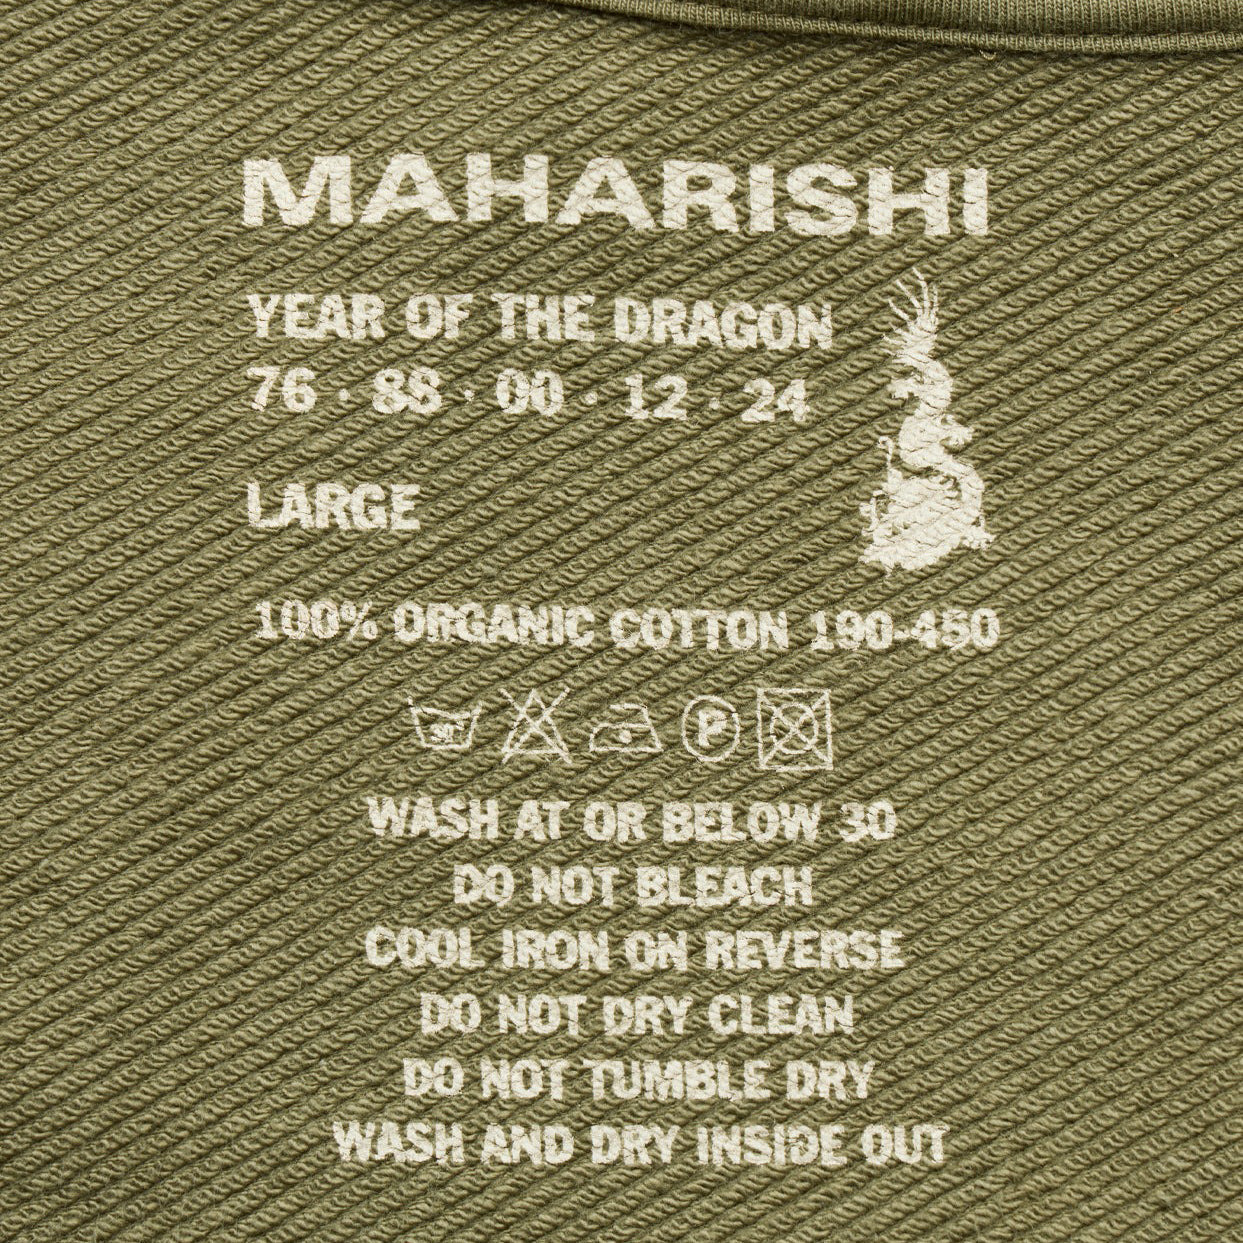 MAHARISHI
YEAR OF THE DRAGON
76 · 88 · 00 · 12 · 24
LARGE
100% ORGANIC COTTON 190-450
30°
P
WASH AT OR BELOW 30
DO NOT BLEACH
COOL IRON ON REVERSE
DO NOT DRY CLEAN
DO NOT TUMBLE DRY
WASH AND DRY INSIDE OUT